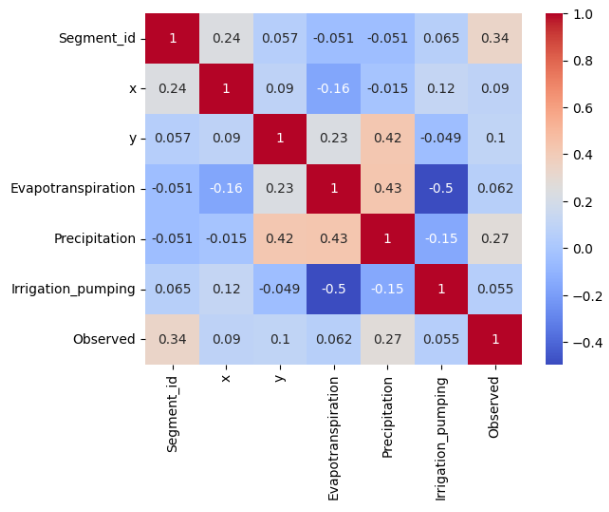 Segment_id 1 0.24 0.057 -0.051 -0.051 0.065 0.34
x 0.24 1 0.09 -0.16 -0.015 0.12 0.09
y 0.057 0.09 1 0.23 0.42 -0.049 0.1
Evapotranspiration -0.051 -0.16 0.23 1 0.43 -0.5 0.062
Precipitation -0.051 -0.015 0.42 0.43 1 -0.15 0.27
Irrigation_pumping 0.065 0.12 -0.049 -0.5 -0.15 1 0.055
Observed 0.34 0.09 0.1 0.062 0.27 0.055 1
Segment_id
x
y
Evapotranspiration
Precipitation
Irrigation_pumping
Observed
1.0
0.8
0.6
0.4
0.2
0.0
−0.2
−0.4